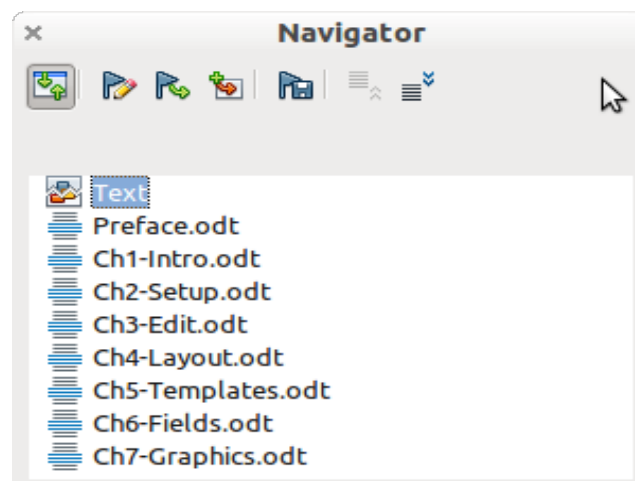 Navigator
Text
Preface.odt
Ch1-Intro.odt
Ch2-Setup.odt
Ch3-Edit.odt
Ch4-Layout.odt
Ch5-Templates.odt
Ch6-Fields.odt
Ch7-Graphics.odt